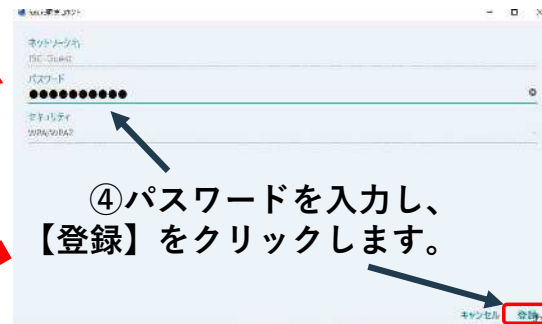 ネットワーク名
ISC-Guest
パスワード
●●●●●●●●●●
セキュリティ
WPA/WPA2
④パスワードを入力し、
【登録】をクリックします。
キャンセル 登録